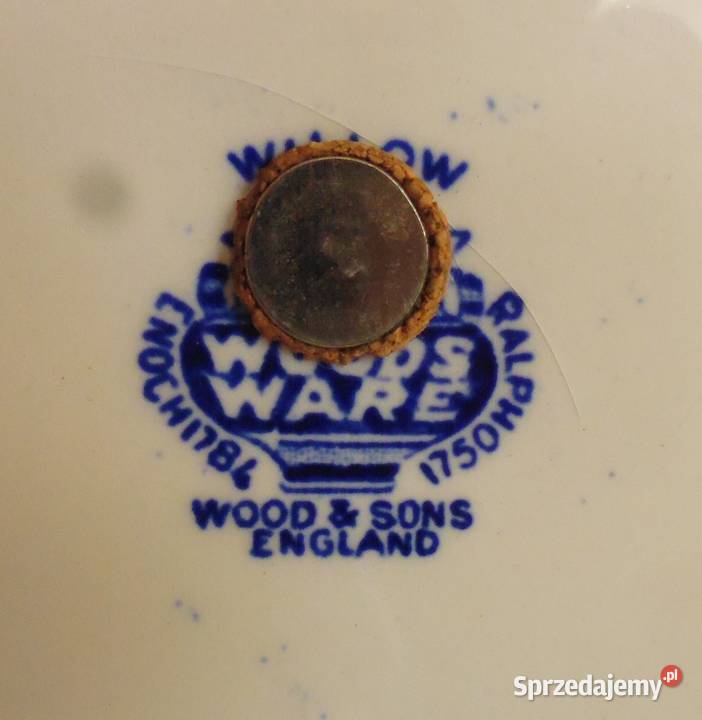 WILLOW
ENOCH 1784
RALPH 1750
WOODS
WARE
WOOD & SONS
ENGLAND
Sprzedajemy.pl